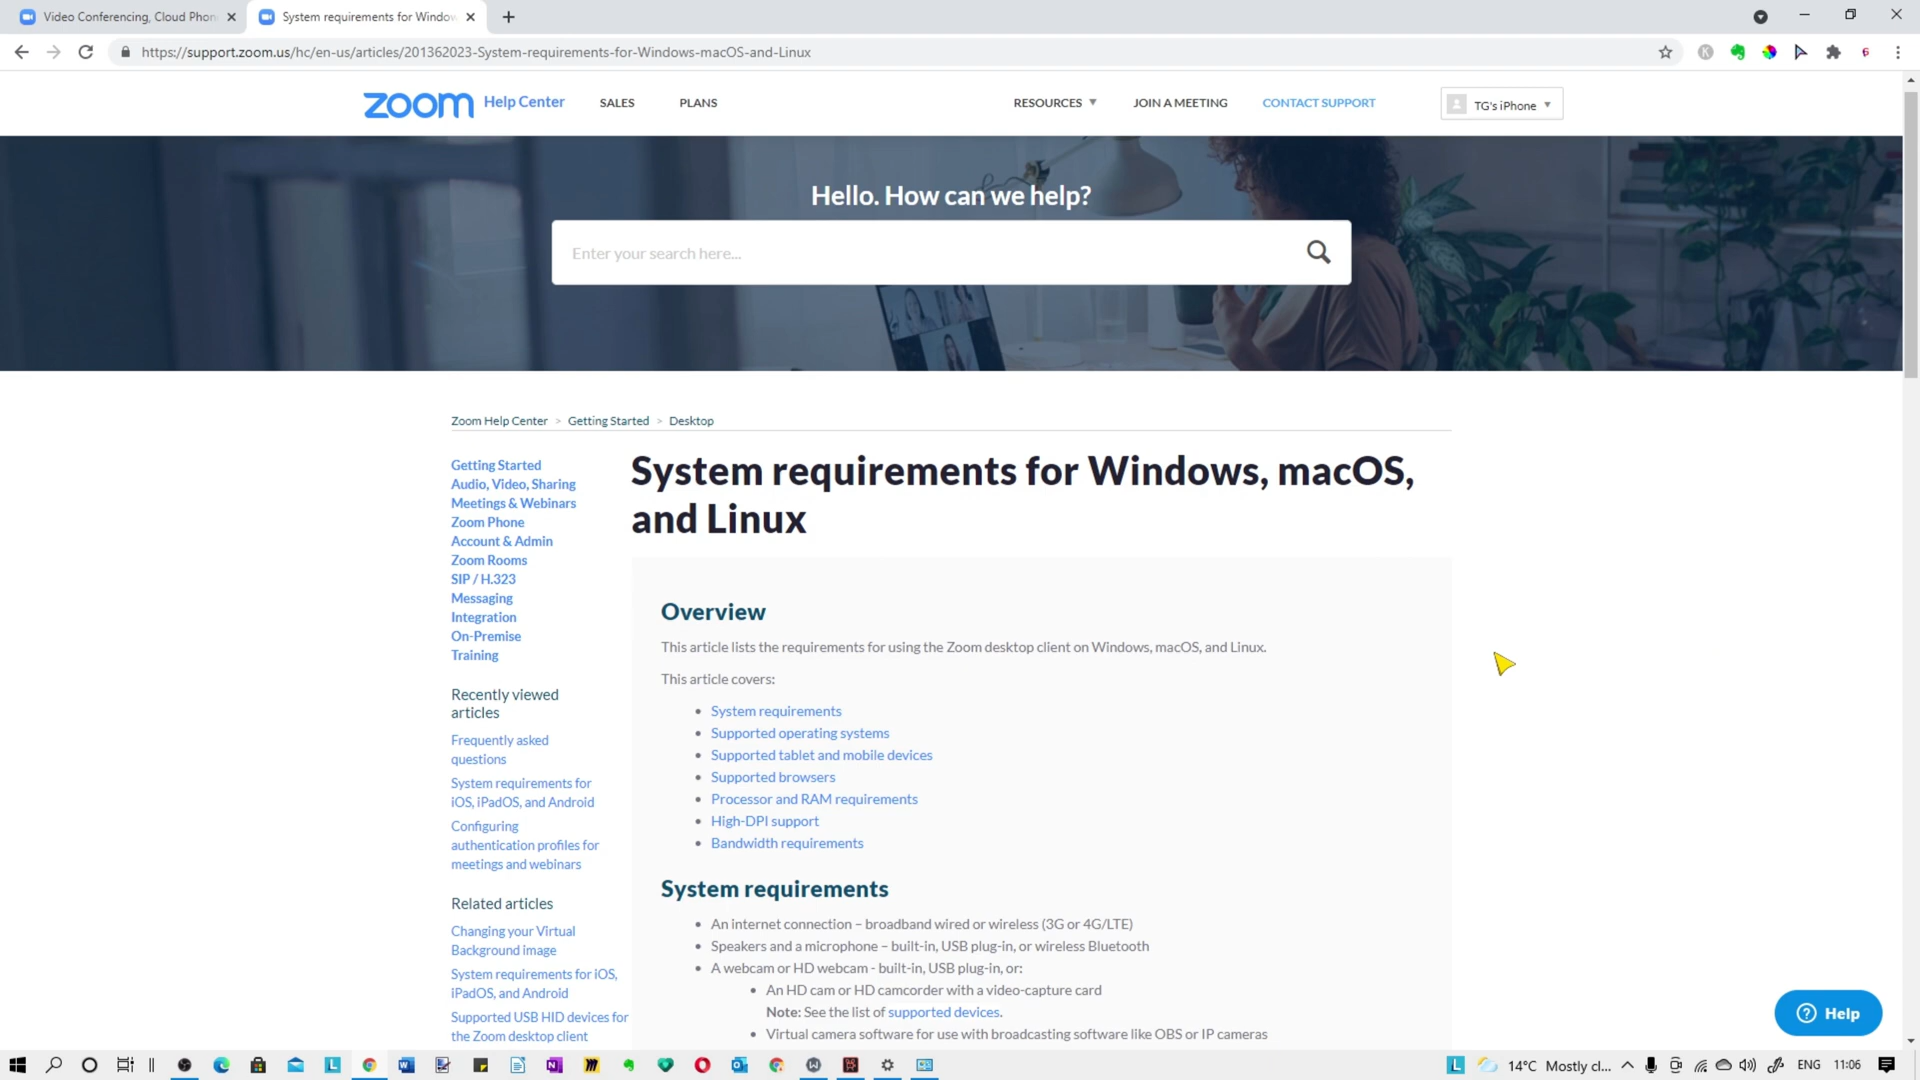 Video Conferencing, Cloud Phon
System requirements for Window
https://support.zoom.us/hc/en-us/articles/201362023-System-requirements-for-Windows-macOS-and-Linux
zoom Help Center SALES PLANS RESOURCES JOIN A MEETING CONTACT SUPPORT TG's iPhone
Hello. How can we help?
Enter your search here...
Zoom Help Center > Getting Started > Desktop
Getting Started
Audio, Video, Sharing
Meetings & Webinars
Zoom Phone
Account & Admin
Zoom Rooms
SIP / H.323
Messaging
Integration
On-Premise
Training
Recently viewed
articles
Frequently asked
questions
System requirements for
iOS, iPadOS, and Android
Configuring
authentication profiles for
meetings and webinars
Related articles
Changing your Virtual
Background image
System requirements for iOS,
iPadOS, and Android
Supported USB HID devices for
the Zoom desktop client
System requirements for Windows, macOS,
and Linux
Overview
This article lists the requirements for using the Zoom desktop client on Windows, macOS, and Linux.
This article covers:
• System requirements
• Supported operating systems
• Supported tablet and mobile devices
• Supported browsers
• Processor and RAM requirements
• High-DPI support
• Bandwidth requirements
System requirements
• An internet connection – broadband wired or wireless (3G or 4G/LTE)
• Speakers and a microphone – built-in, USB plug-in, or wireless Bluetooth
• A webcam or HD webcam - built-in, USB plug-in, or:
• An HD cam or HD camcorder with a video-capture card
Note: See the list of supported devices.
• Virtual camera software for use with broadcasting software like OBS or IP cameras
Help
14°C Mostly cl... ENG 11:06